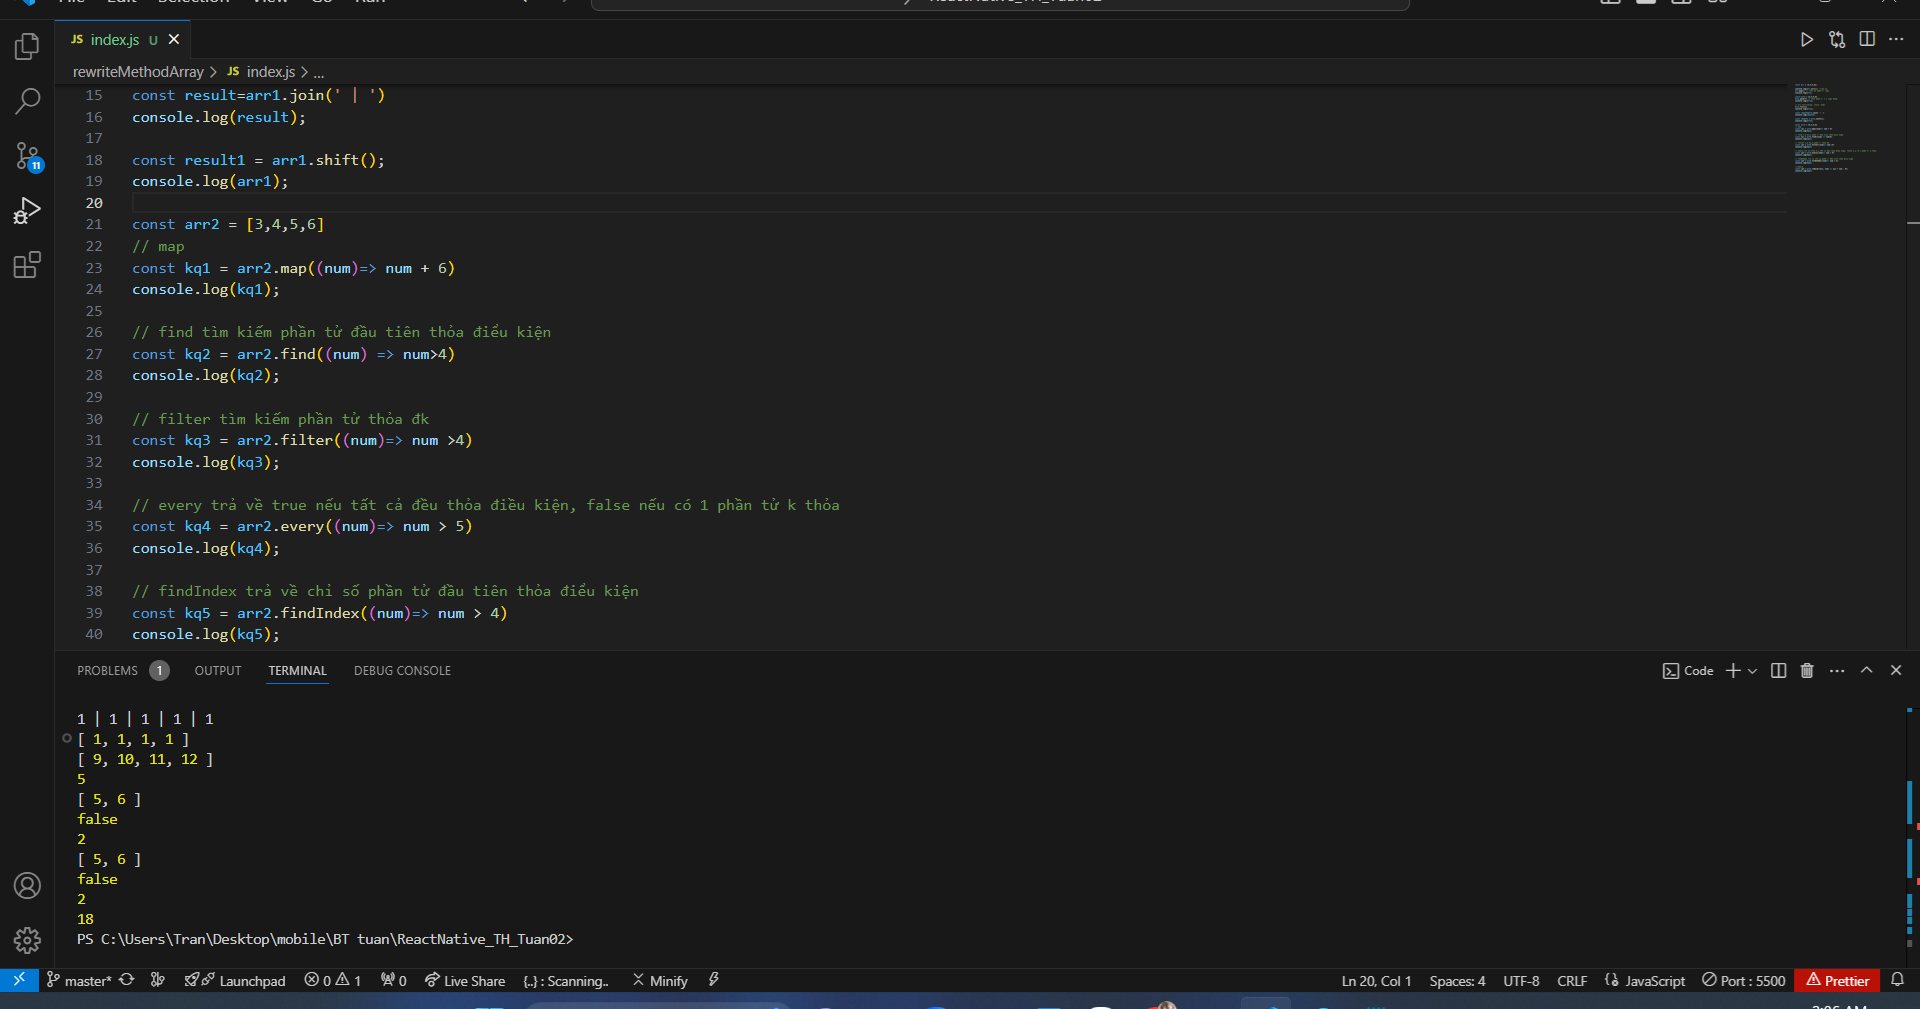 JS index.js U
rewriteMethodArray > JS index.js > ...
15 const result=arr1.join(' | ')
16 console.log(result);
17
18 const result1 = arr1.shift();
19 console.log(arr1);
20
21 const arr2 = [3,4,5,6]
22 // map
23 const kq1 = arr2.map((num)=> num + 6)
24 console.log(kq1);
25
26 // find tìm kiếm phần tử đầu tiên thỏa điểu kiện
27 const kq2 = arr2.find((num) => num>4)
28 console.log(kq2);
29
30 // filter tìm kiếm phần tử thỏa đk
31 const kq3 = arr2.filter((num)=> num >4)
32 console.log(kq3);
33
34 // every trả về true nếu tất cả đều thỏa điều kiện, false nếu có 1 phần tử k thỏa
35 const kq4 = arr2.every((num)=> num > 5)
36 console.log(kq4);
37
38 // findIndex trả về chỉ số phần tử đầu tiên thỏa điểu kiện
39 const kq5 = arr2.findIndex((num)=> num > 4)
40 console.log(kq5);
11
PROBLEMS 1 OUTPUT TERMINAL DEBUG CONSOLE Code
1 | 1 | 1 | 1 | 1
[ 1, 1, 1, 1 ]
[ 9, 10, 11, 12 ]
5
[ 5, 6 ]
false
2
[ 5, 6 ]
false
2
18
PS C:\Users\Tran\Desktop\mobile\BT tuan\ReactNative_TH_Tuan02>
master* Launchpad 0 1 0 Live Share {..} : Scanning.. Minify Ln 20, Col 1 Spaces: 4 UTF-8 CRLF JavaScript Port : 5500 Prettier